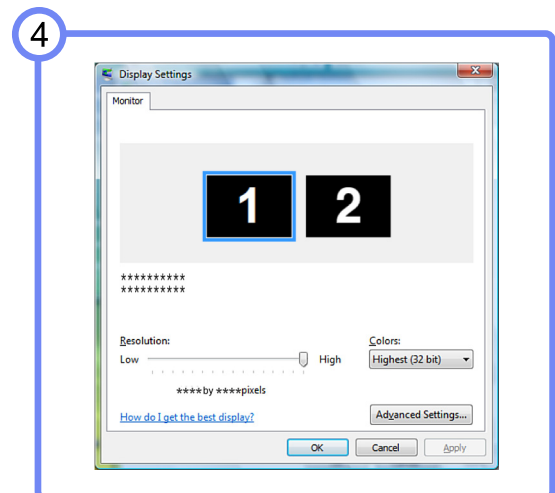 4
Display Settings
Monitor
1 2
**********
**********
Resolution: Colors:
Low High Highest (32 bit)
**** by ****pixels
How do I get the best display? Advanced Settings...
OK Cancel Apply